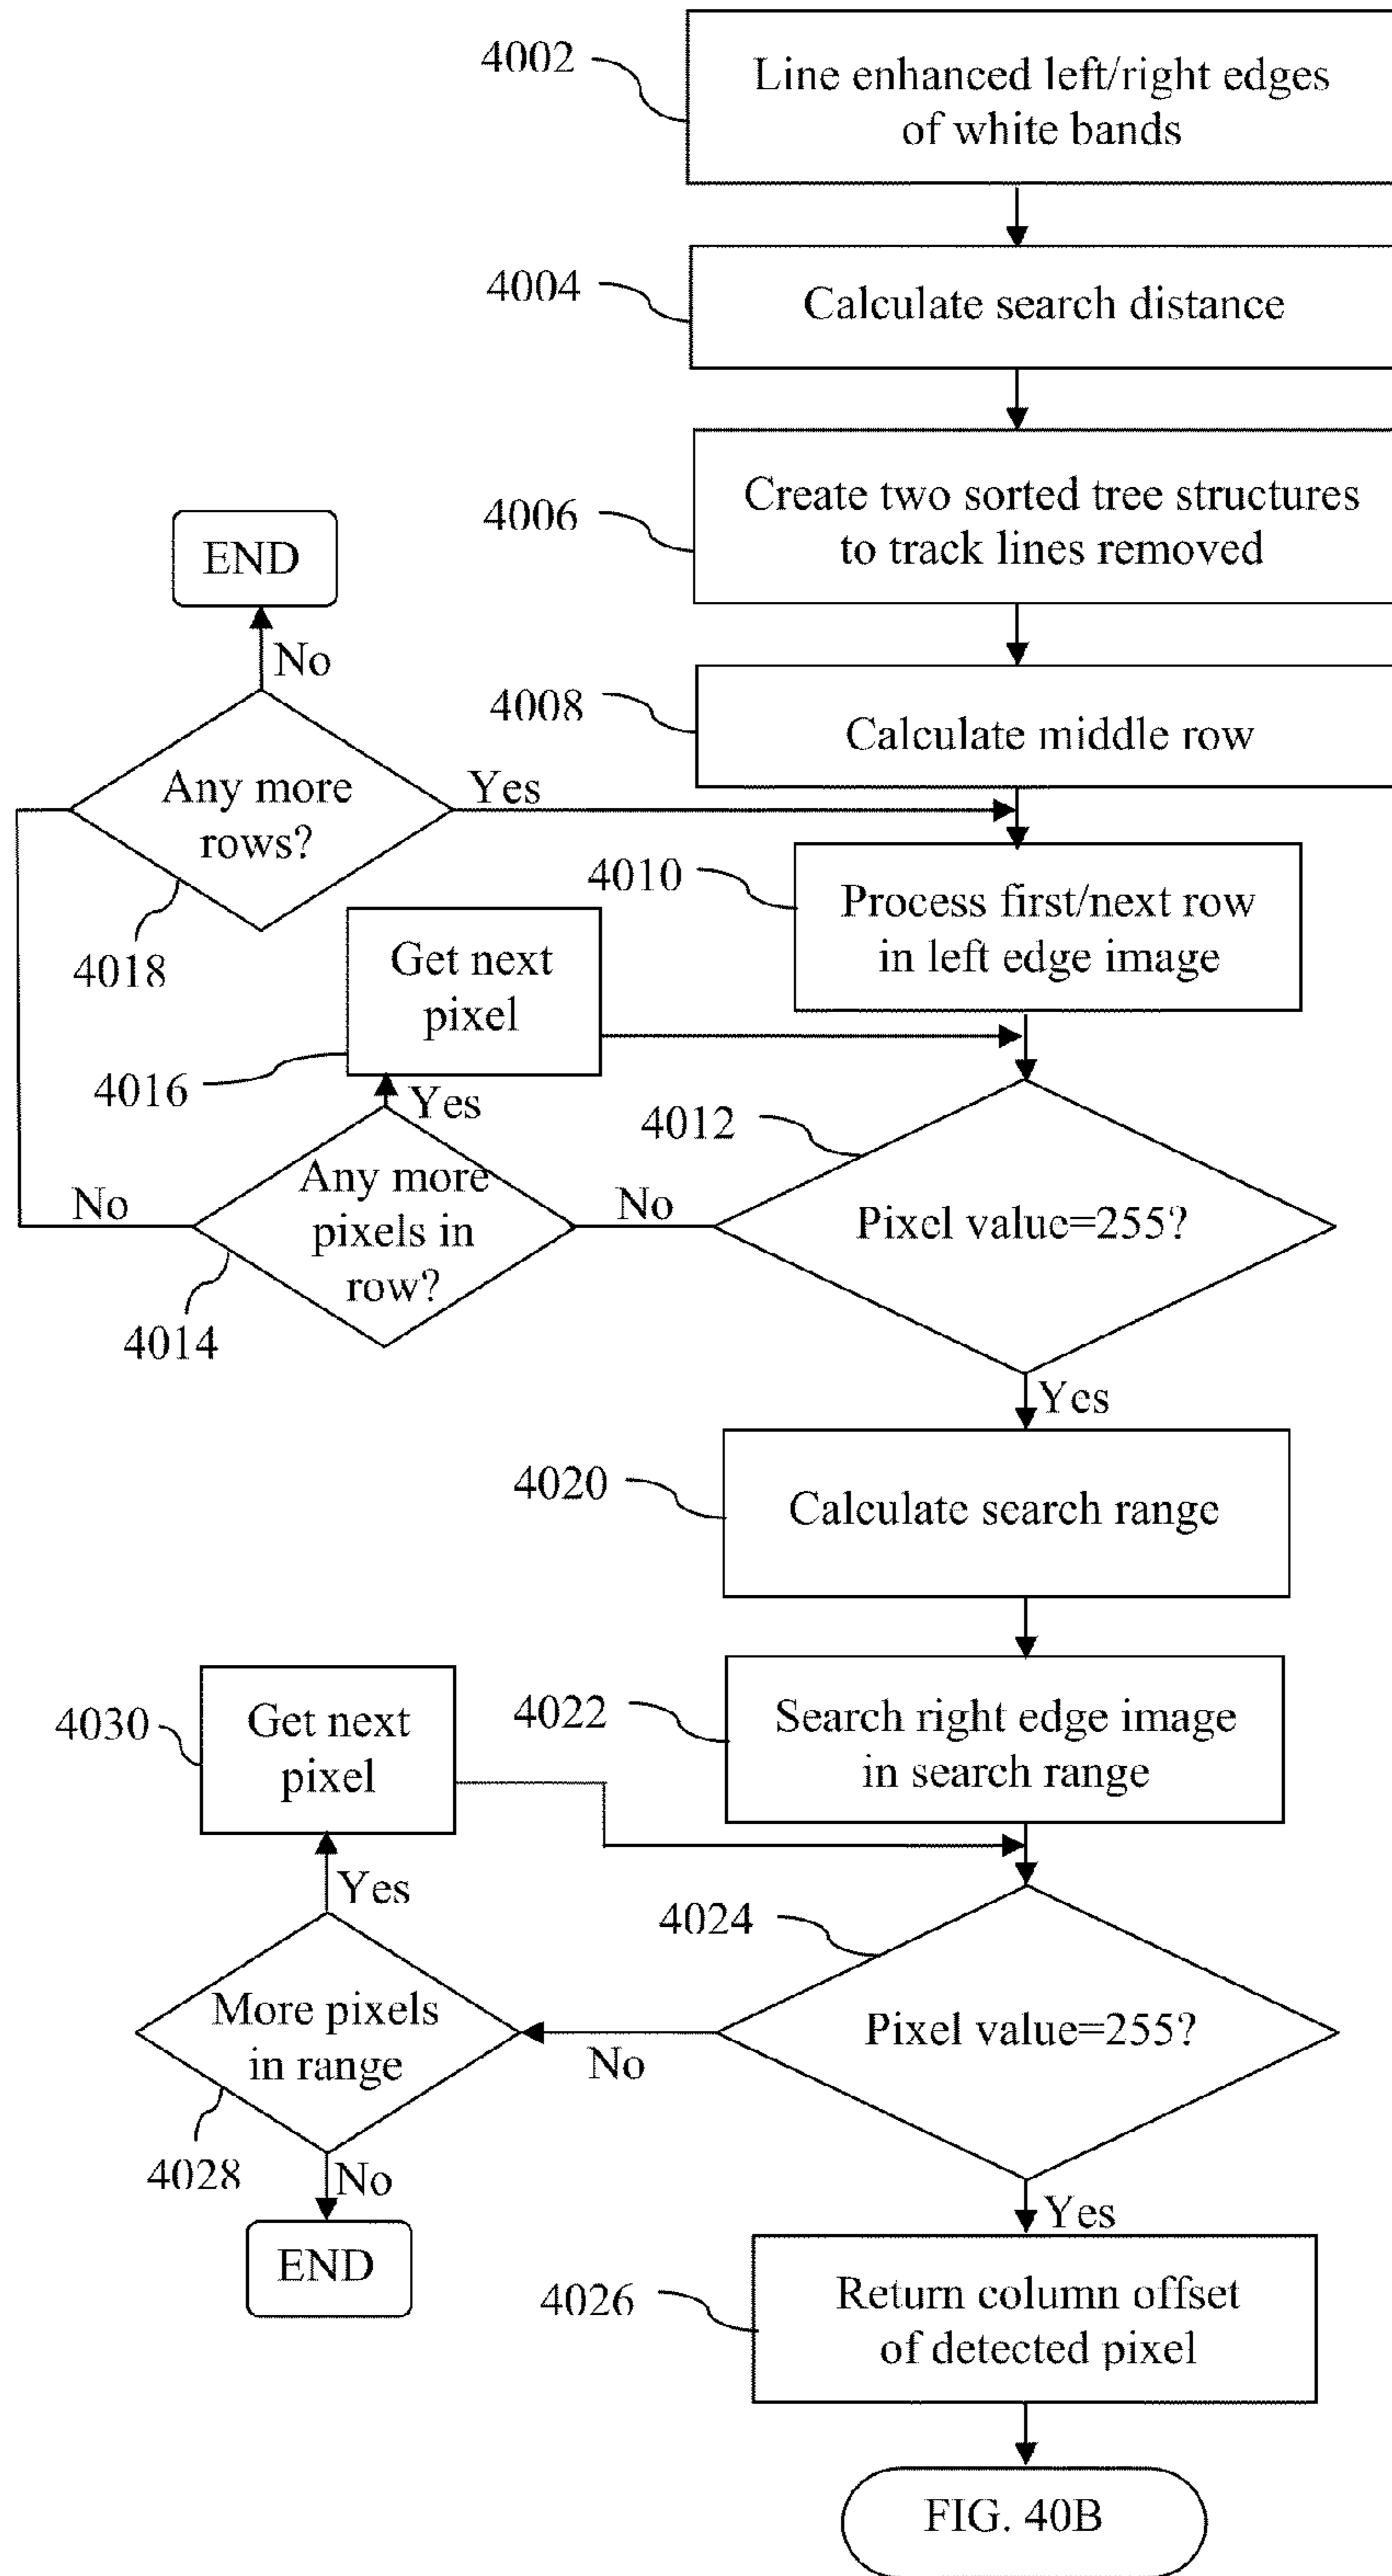 4002
Line enhanced left/right edges
of white bands
4004
Calculate search distance
4006
Create two sorted tree structures
to track lines removed
END
No
4008
Calculate middle row
Any more
rows?
Yes
4018
4010
Process first/next row
in left edge image
Get next
pixel
4016
Yes
4012
Pixel value=255?
No
Any more
pixels in
row?
No
4014
Yes
4020
Calculate search range
4022
Search right edge image
in search range
4030
Get next
pixel
Yes
4024
Pixel value=255?
No
More pixels
in range
4028
No
END
Yes
4026
Return column offset
of detected pixel
FIG. 40B